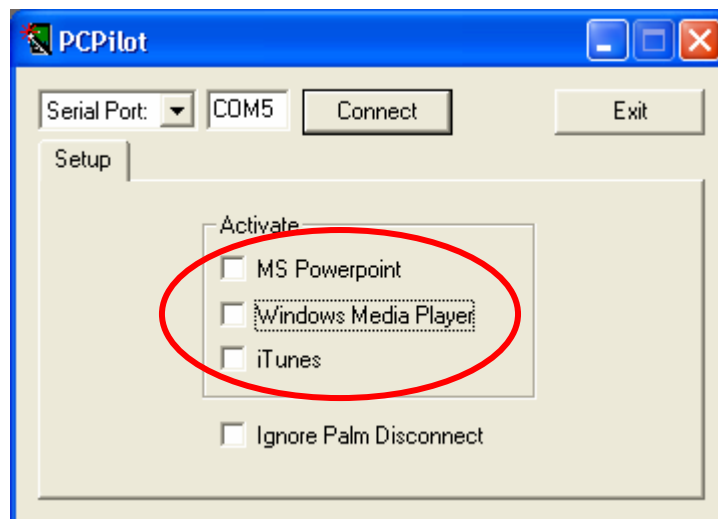 PCPilot
Serial Port: COM5 Connect Exit
Setup
Activate
MS Powerpoint
Windows Media Player
iTunes
Ignore Palm Disconnect